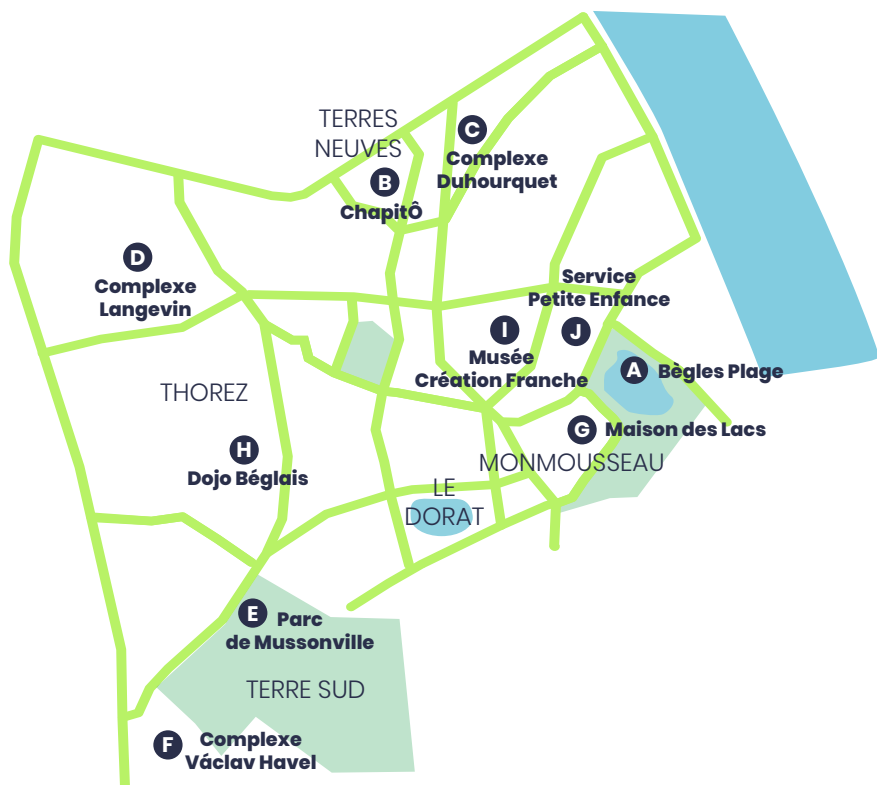 TERRES
NEUVES
C
Complexe
Duhourquet
B
ChapitÔ
D
Complexe
Langevin
Service
Petite Enfance
J
I
Musée
Création Franche
A Bègles Plage
THOREZ
G Maison des Lacs
MONMOUSSEAU
H
Dojo Béglais
LE
DORAT
E Parc
de Mussonville
TERRE SUD
F Complexe
Václav Havel